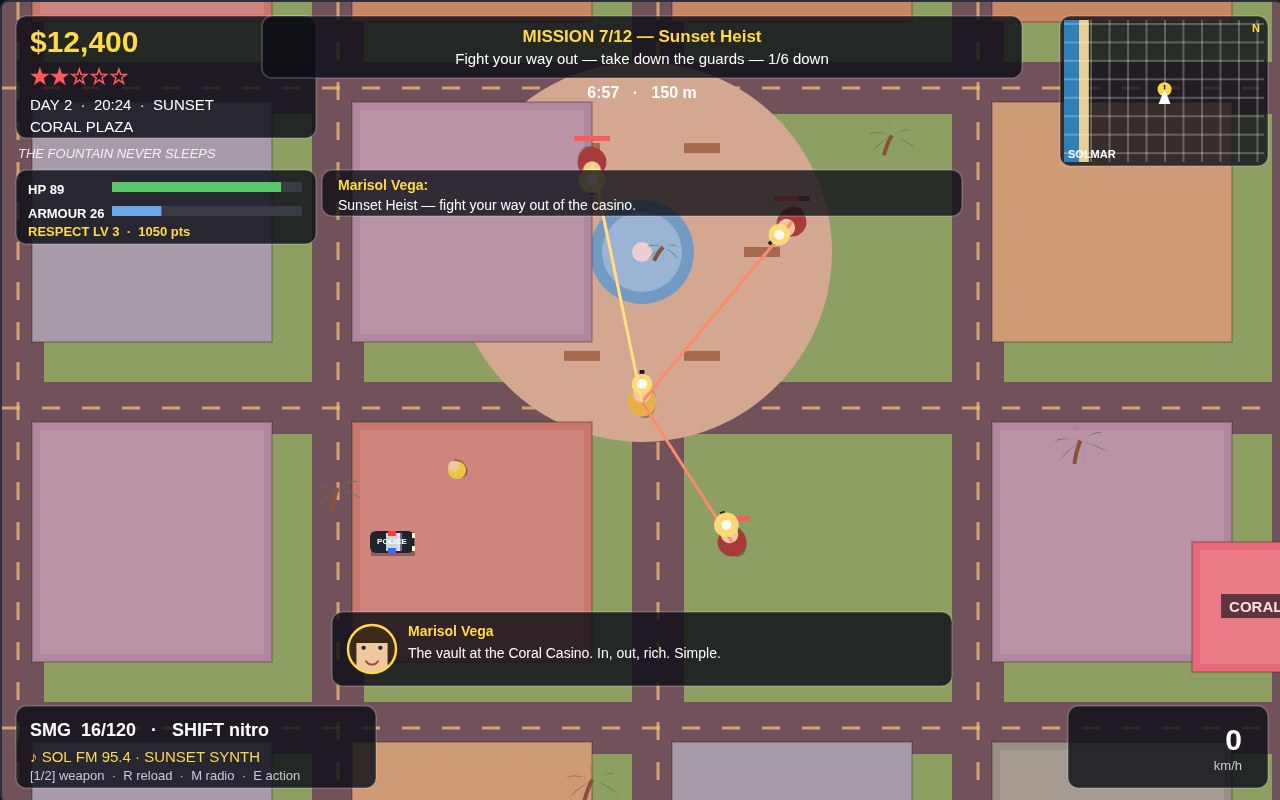 $12,400
★★☆☆☆
DAY 2 · 20:24 · SUNSET
CORAL PLAZA
THE FOUNTAIN NEVER SLEEPS
HP 89
ARMOUR 26
RESPECT LV 3 · 1050 pts
MISSION 7/12 — Sunset Heist
Fight your way out — take down the guards — 1/6 down
6:57 · 150 m
N
SOLMAR
Marisol Vega:
Sunset Heist — fight your way out of the casino.
POLICE
CORAL
Marisol Vega
The vault at the Coral Casino. In, out, rich. Simple.
SMG 16/120 · SHIFT nitro
♪ SOL FM 95.4 · SUNSET SYNTH
[1/2] weapon · R reload · M radio · E action
0
km/h